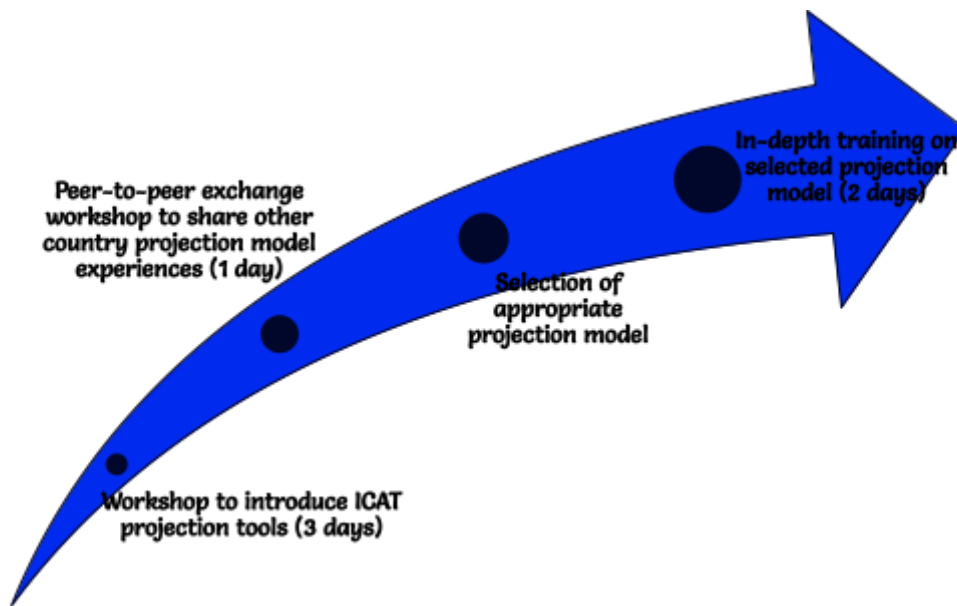 Peer-to-peer exchange
workshop to share other
country projection model
experiences (1 day)
In-depth training on
selected projection
model (2 days)
Selection of
appropriate
projection model
Workshop to introduce ICAT
projection tools (3 days)